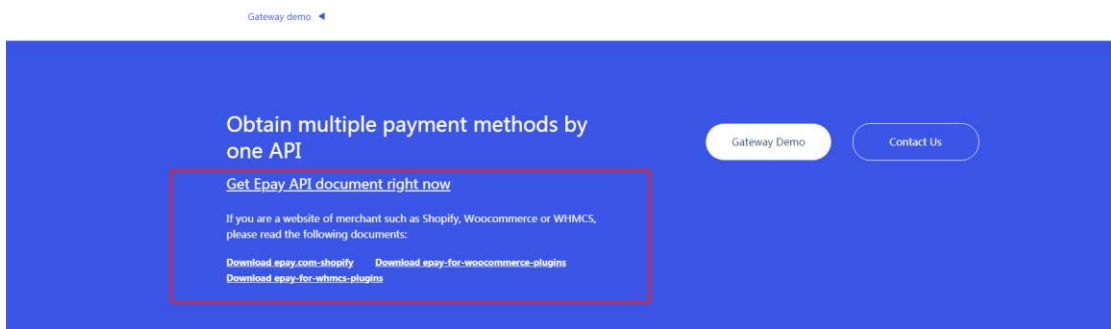 Gateway demo
Obtain multiple payment methods by
one API
Gateway Demo
Contact Us
Get Epay API document right now
If you are a website of merchant such as Shopify, Woocommerce or WHMCS,
please read the following documents:
Download epay.com-shopify Download epay-for-woocommerce-plugins
Download epay-for-whmcs-plugins